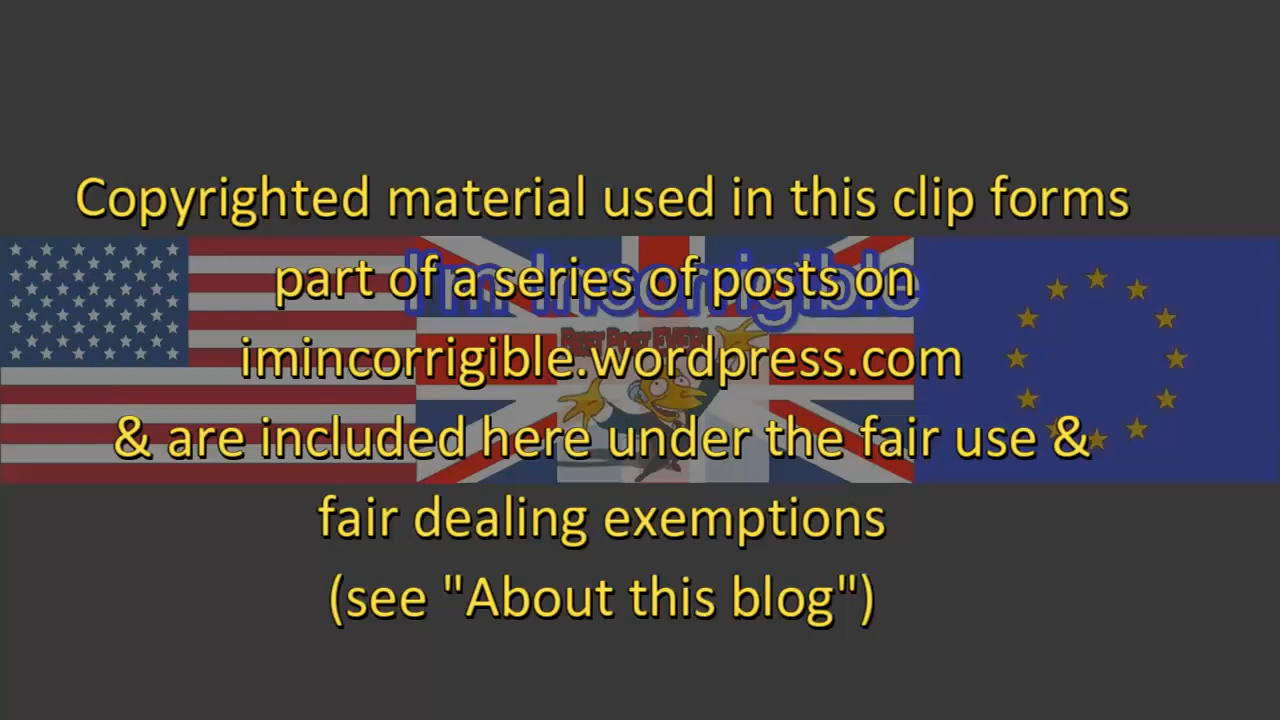 Copyrighted material used in this clip forms
part of a series of posts on
I'm Incorrigible
imincorrigible.wordpress.com
& are included here under the fair use &
fair dealing exemptions
(see "About this blog")